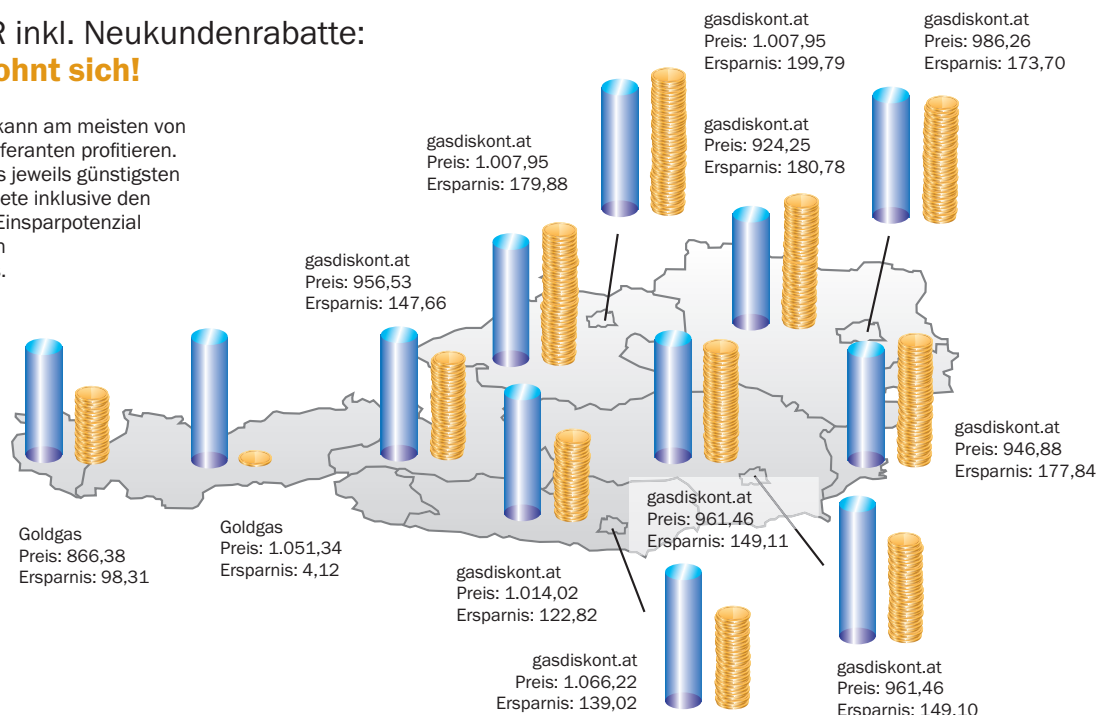 R inkl. Neukundenrabatte:
ohnt sich!
kann am meisten von
feranten profitieren.
s jeweils günstigsten
ete inklusive den
Einsparpotenzial
gasdiskont.at
Preis: 1.007,95
Ersparnis: 199,79
gasdiskont.at
Preis: 986,26
Ersparnis: 173,70
gasdiskont.at
Preis: 1.007,95
Ersparnis: 179,88
gasdiskont.at
Preis: 924,25
Ersparnis: 180,78
gasdiskont.at
Preis: 956,53
Ersparnis: 147,66
gasdiskont.at
Preis: 946,88
Ersparnis: 177,84
Goldgas
Preis: 866,38
Ersparnis: 98,31
Goldgas
Preis: 1.051,34
Ersparnis: 4,12
gasdiskont.at
Preis: 961,46
Ersparnis: 149,11
gasdiskont.at
Preis: 1.014,02
Ersparnis: 122,82
gasdiskont.at
Preis: 1.066,22
Ersparnis: 139,02
gasdiskont.at
Preis: 961,46
Ersparnis: 149,10